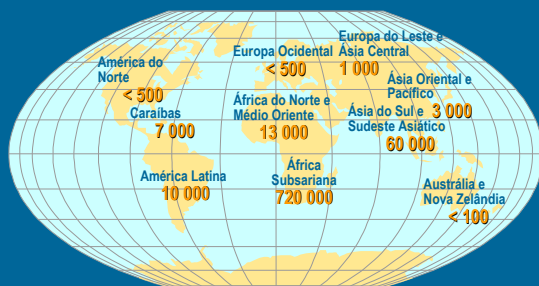 Europa do Leste e
Ásia Central
1 000
Europa Ocidental
< 500
América do
Norte
< 500
Ásia Oriental e
Pacífico
3 000
Caraíbas
7 000
África do Norte e
Médio Oriente
13 000
Ásia do Sul e
Sudeste Asiático
60 000
América Latina
10 000
África
Subsariana
720 000
Austrália e
Nova Zelândia
< 100